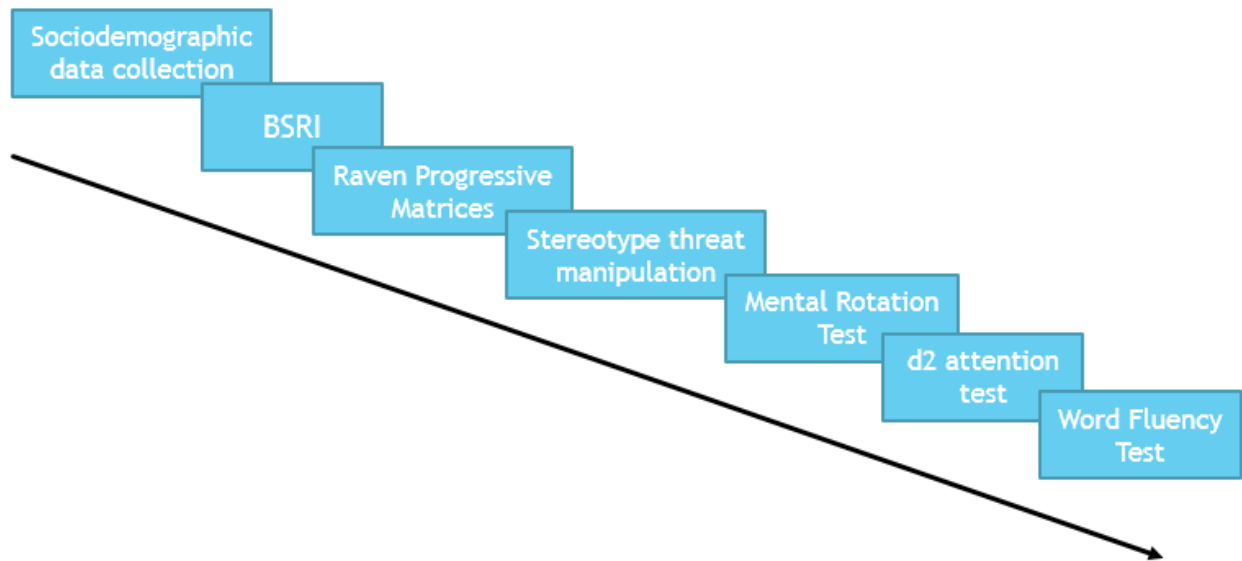 Sociodemographic
data collection
BSRI
Raven Progressive
Matrices
Stereotype threat
manipulation
Mental Rotation
Test
d2 attention
test
Word Fluency
Test